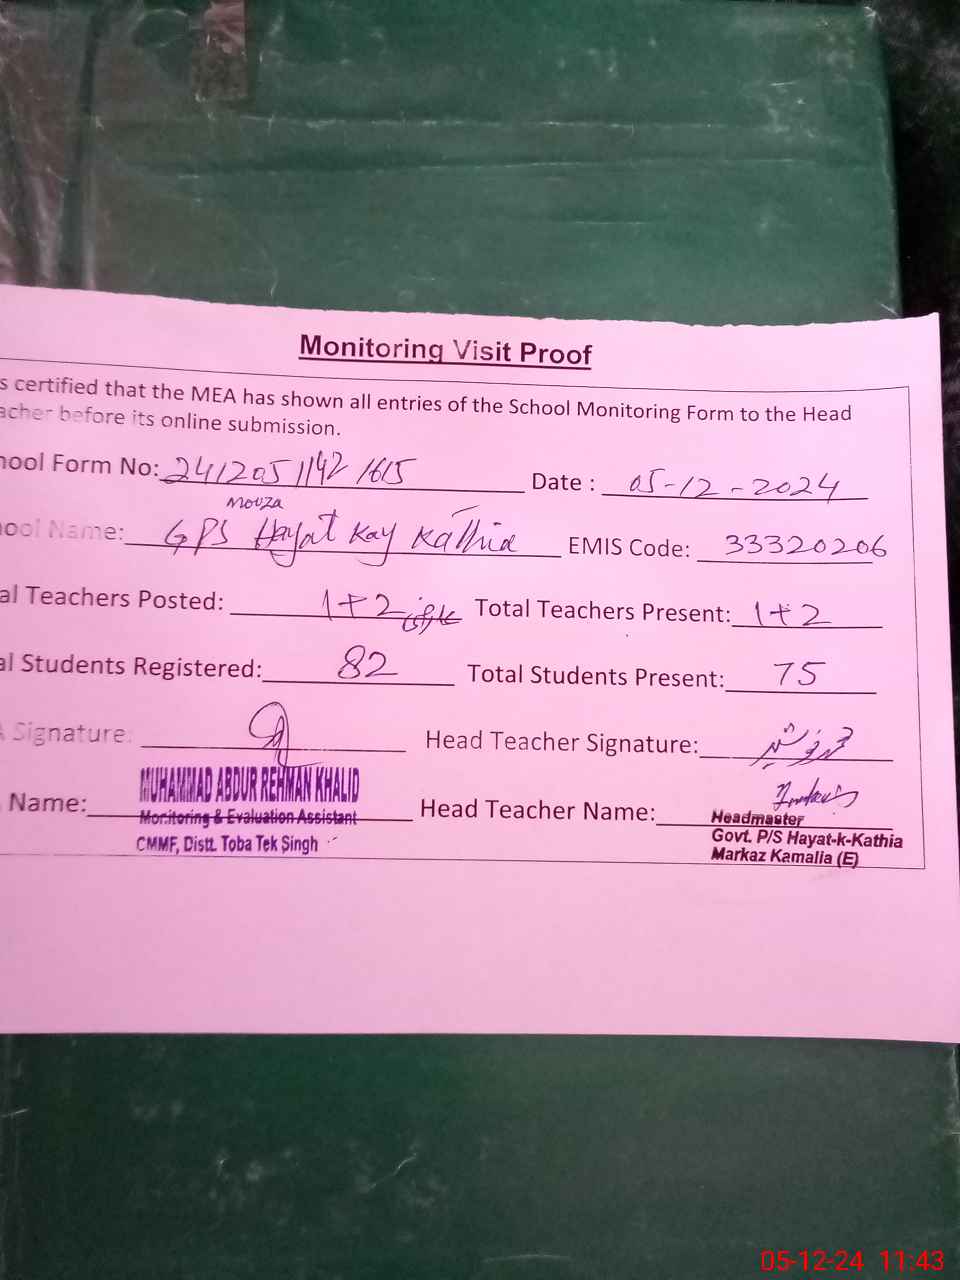 Monitoring Visit Proof
s certified that the MEA has shown all entries of the School Monitoring Form to the Head
acher before its online submission.
hool Form No: 2412051142 1615 Date : 05-12-2024
Mouza
hool Name: GPS Hayat Kay Kathia EMIS Code: 33320206
al Teachers Posted: 1+2 Total Teachers Present: 1+2
al Students Registered: 82 Total Students Present: 75
A Signature: Head Teacher Signature:
MUHAMMAD ABDUR REHMAN KHALID
Name: Head Teacher Name:
Monitoring & Evaluation Assistant Headmaster
CMMF, Distt. Toba Tek Singh Govt. P/S Hayat-k-Kathia
Markaz Kamalia (E)
05-12-24 11:43